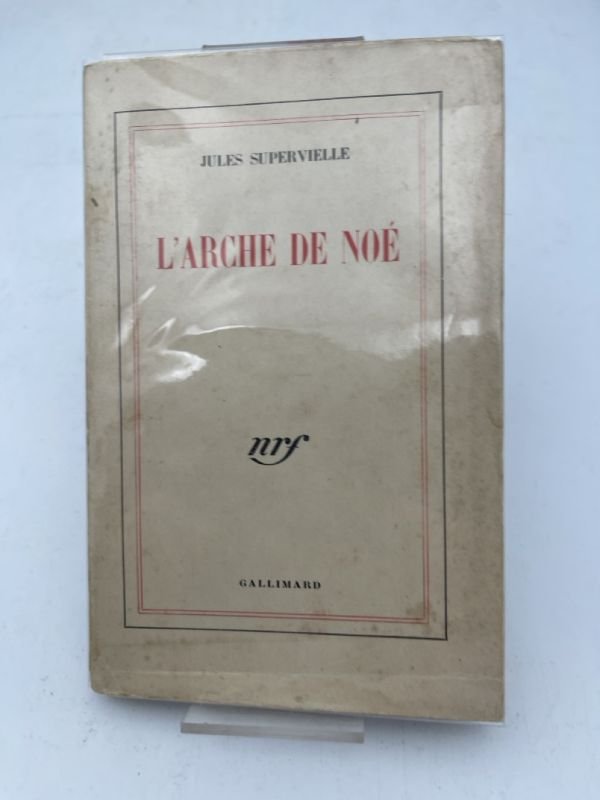 JULES SUPERVIELLE
L'ARCHE DE NOÉ
nrf
GALLIMARD